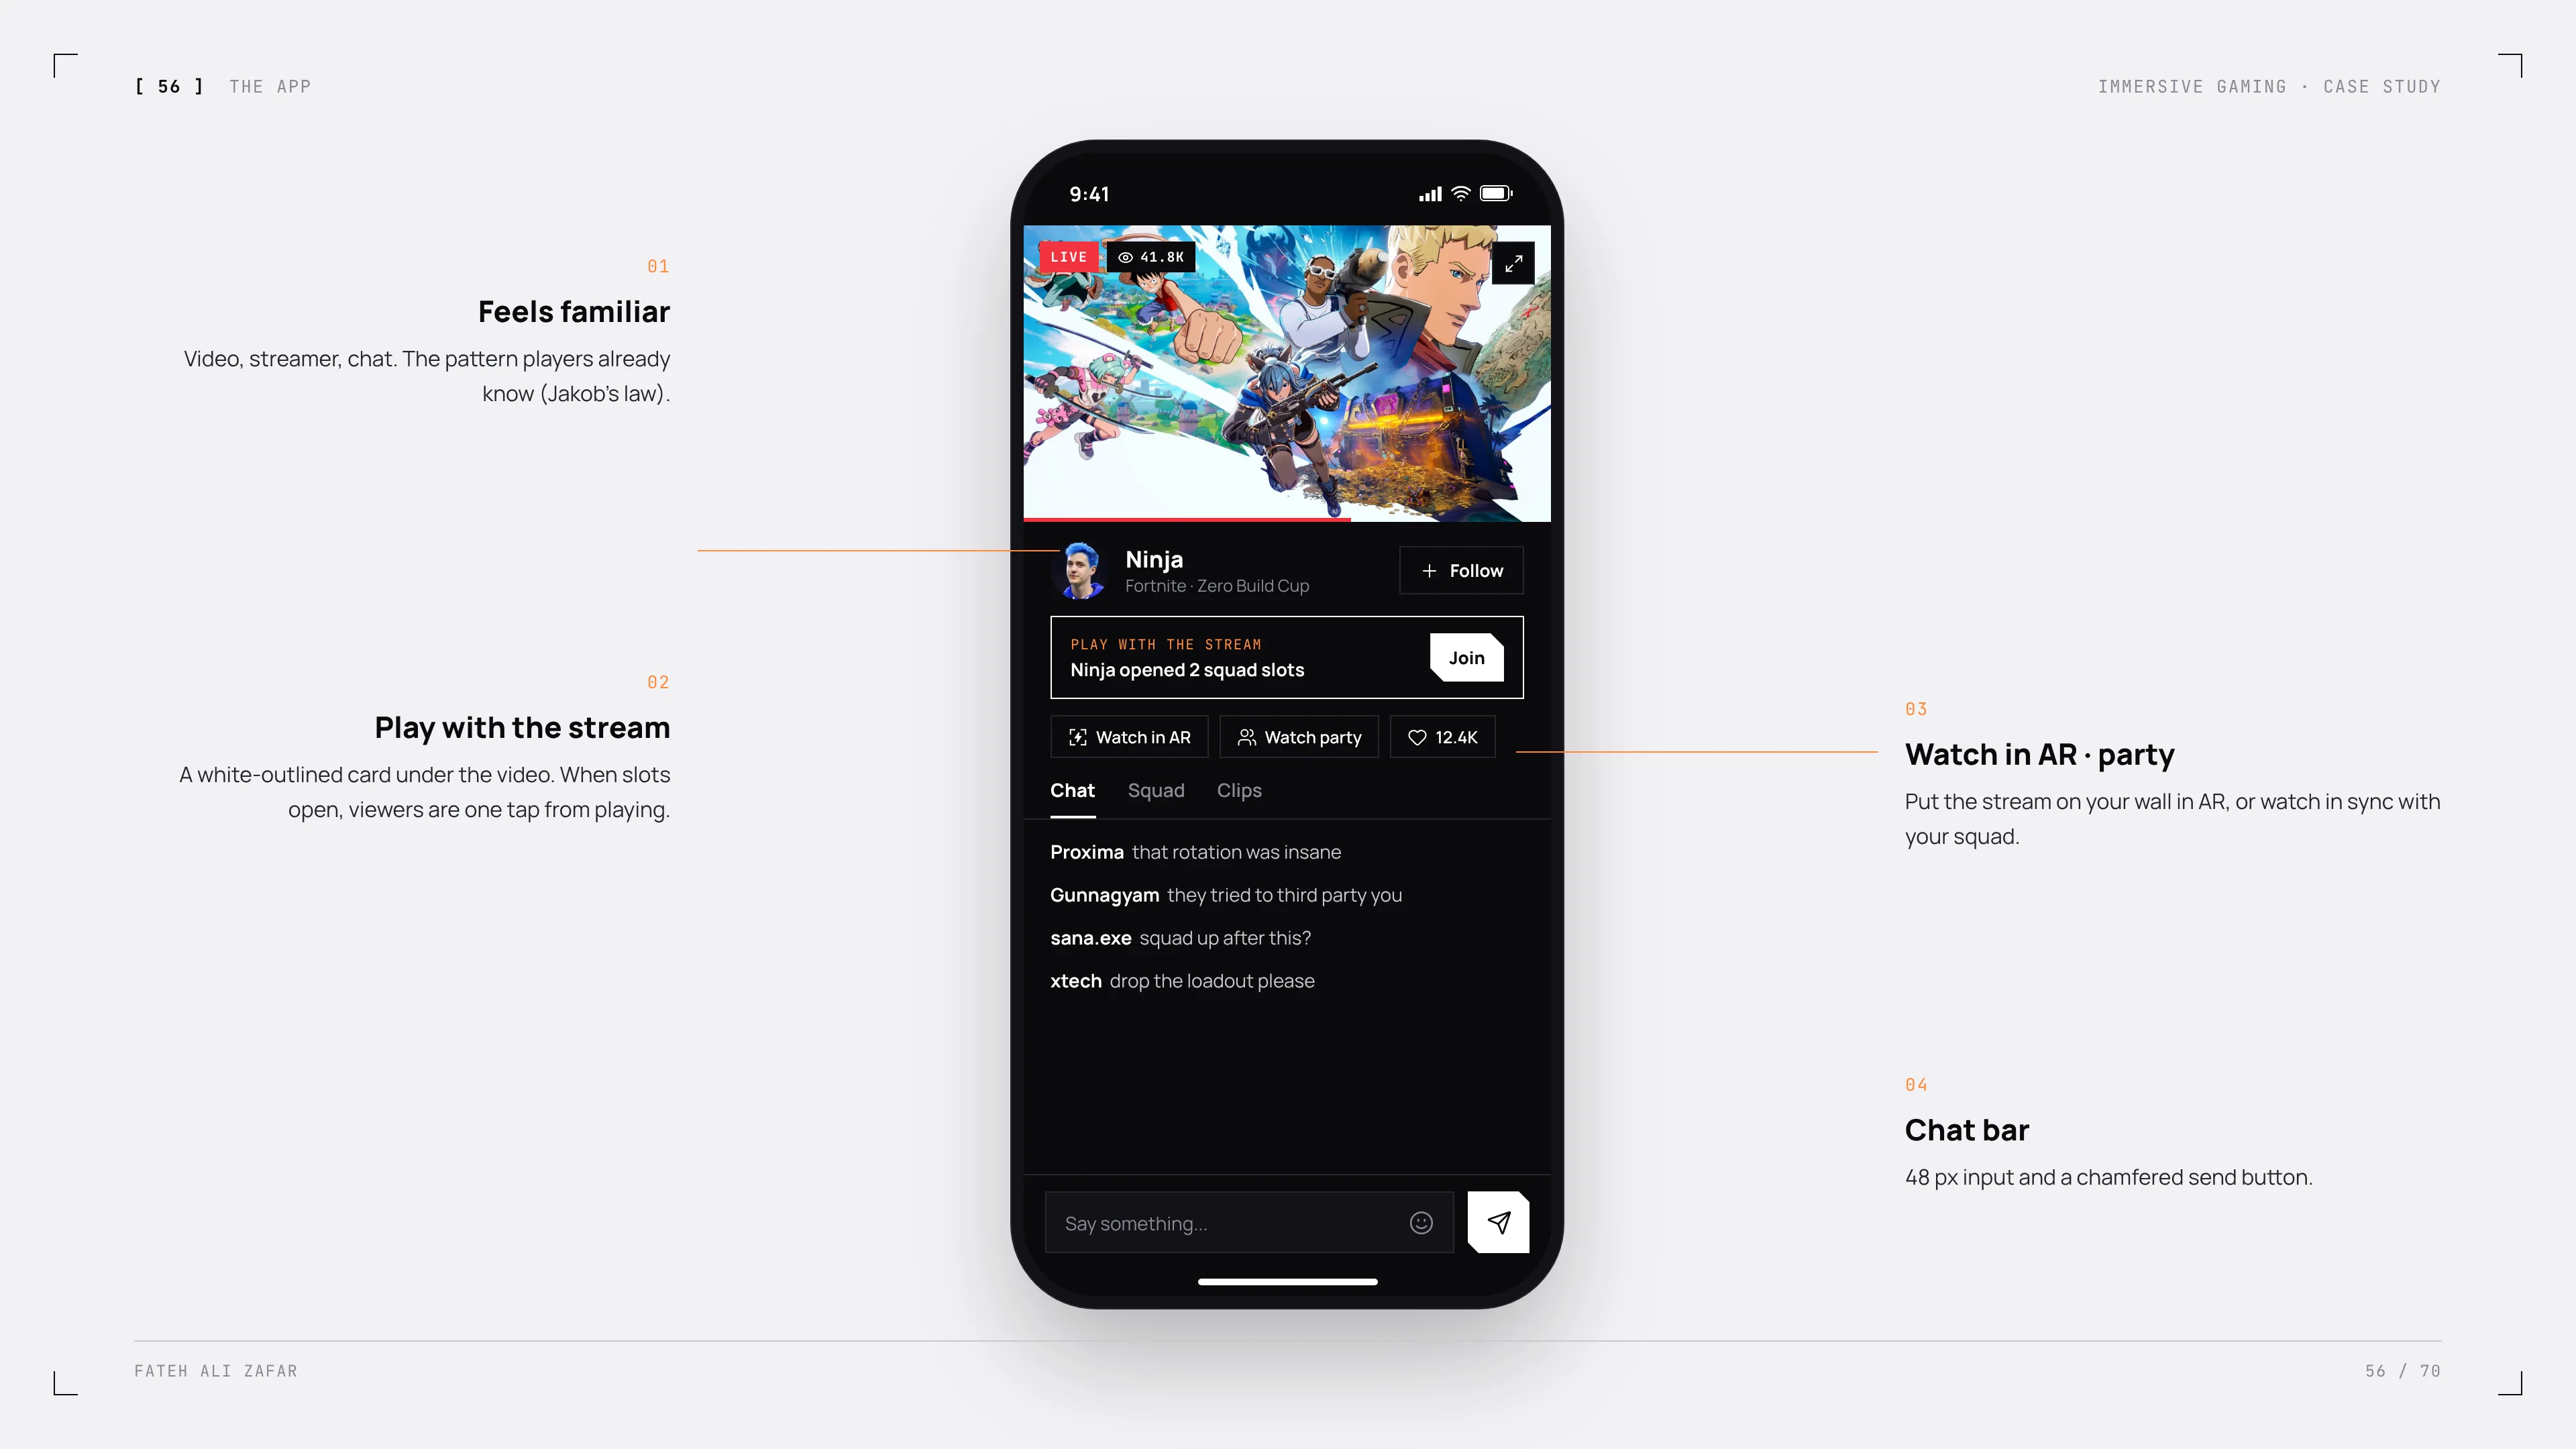 [ 56 ] THE APP
IMMERSIVE GAMING · CASE STUDY
01
Feels familiar
Video, streamer, chat. The pattern players already
know (Jakob’s law).
02
Play with the stream
A white-outlined card under the video. When slots
open, viewers are one tap from playing.
9:41
LIVE
41.8K
Ninja
Fortnite · Zero Build Cup
Follow
PLAY WITH THE STREAM
Ninja opened 2 squad slots
Join
Watch in AR
Watch party
12.4K
Chat Squad Clips
Proxima that rotation was insane
Gunnagyam they tried to third party you
sana.exe squad up after this?
xtech drop the loadout please
Say something...
03
Watch in AR · party
Put the stream on your wall in AR, or watch in sync with
your squad.
04
Chat bar
48 px input and a chamfered send button.
FATEH ALI ZAFAR
56 / 70